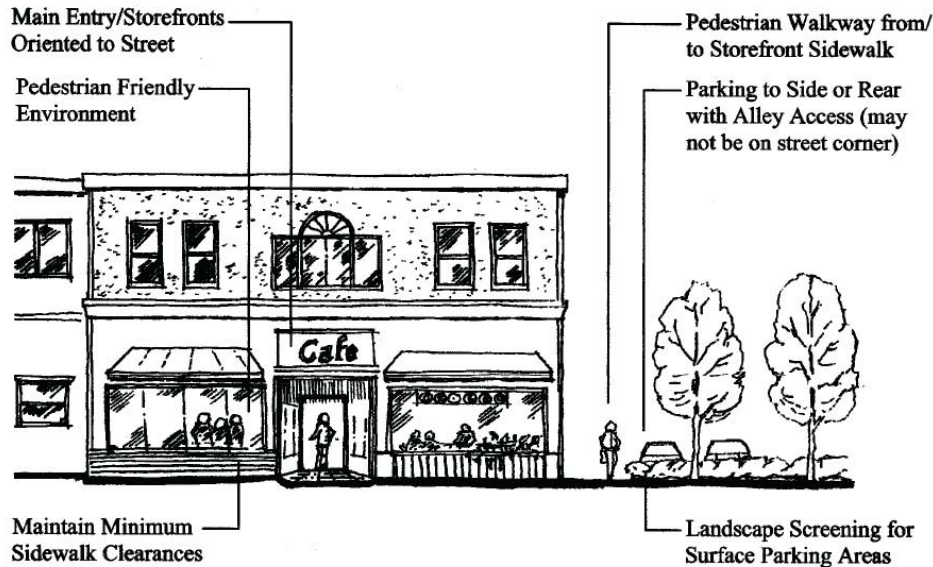 Main Entry/Storefronts
Oriented to Street
Pedestrian Friendly
Environment
Pedestrian Walkway from/
to Storefront Sidewalk
Parking to Side or Rear
with Alley Access (may
not be on street corner)
Cafe
Maintain Minimum
Sidewalk Clearances
Landscape Screening for
Surface Parking Areas